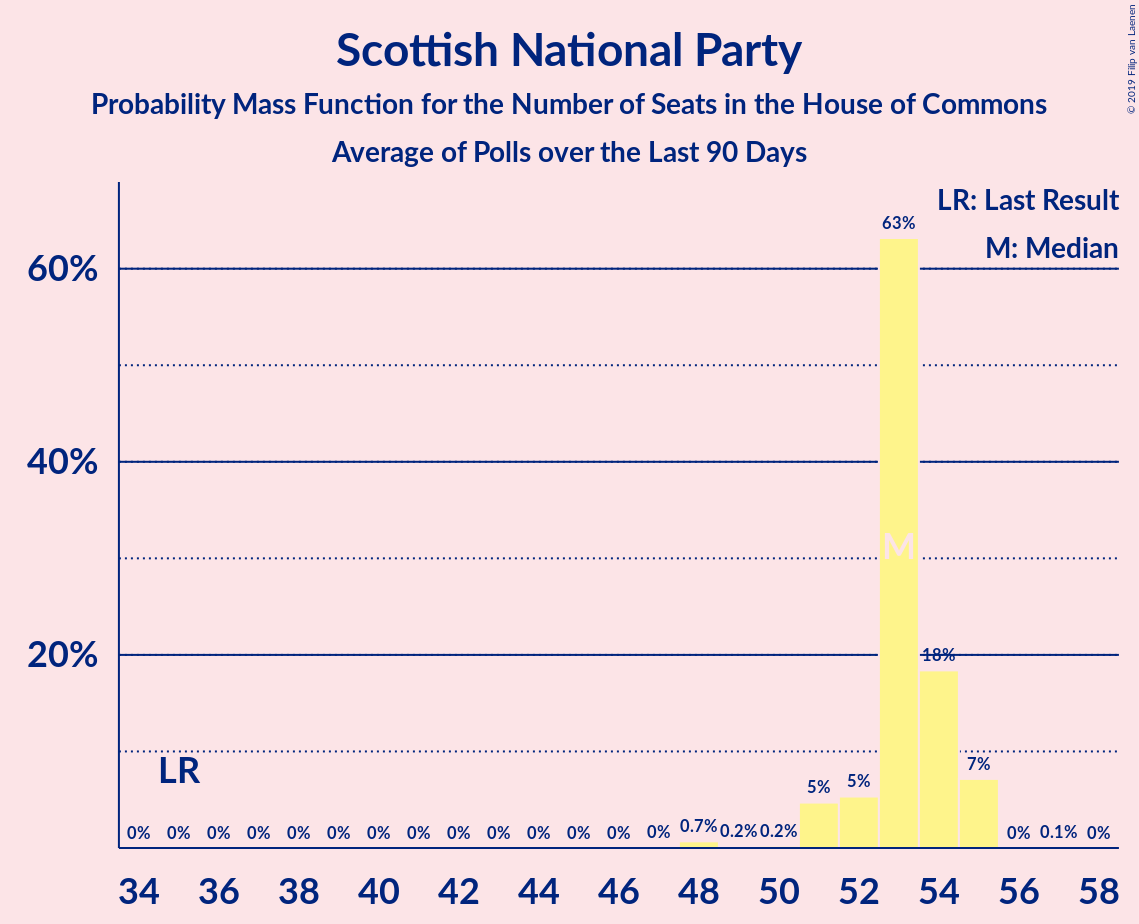 Scottish National Party
Probability Mass Function for the Number of Seats in the House of Commons
Average of Polls over the Last 90 Days
© 2019 Filip van Laenen
LR: Last Result
M: Median
60%
40%
20%
63%
M
18%
LR
7%
5%
5%
0% 0% 0% 0% 0% 0% 0% 0% 0% 0% 0% 0% 0% 0% 0.7% 0.2% 0.2% 0% 0.1% 0%
34 36 38 40 42 44 46 48 50 52 54 56 58